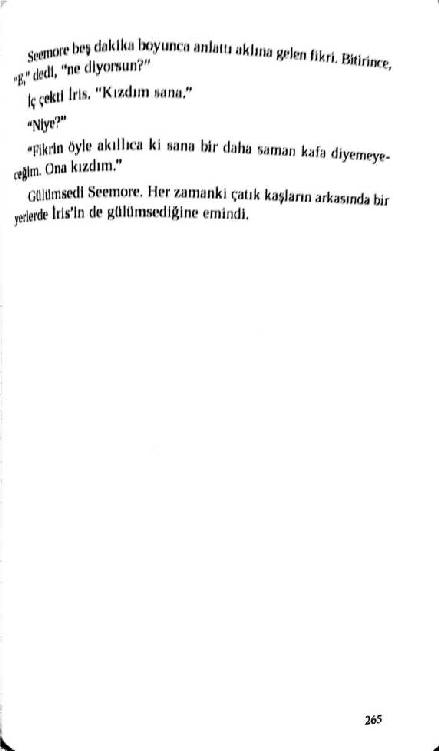 Seemore beş dakika boyunca anlattı aklına gelen fikri. Bitirince,
"g," dedi, "ne diyorsun?"
İç çekti İris. "Kızdım sana."
"Niye?"
"Fikrin öyle akıllıca ki sana bir daha saman kafa diyemeye-
ceğim. Ona kızdım."
Gülümsedi Seemore. Her zamanki çatık kaşların arkasında bir
yerlerde İris'in de gülümsediğine emindi.
265